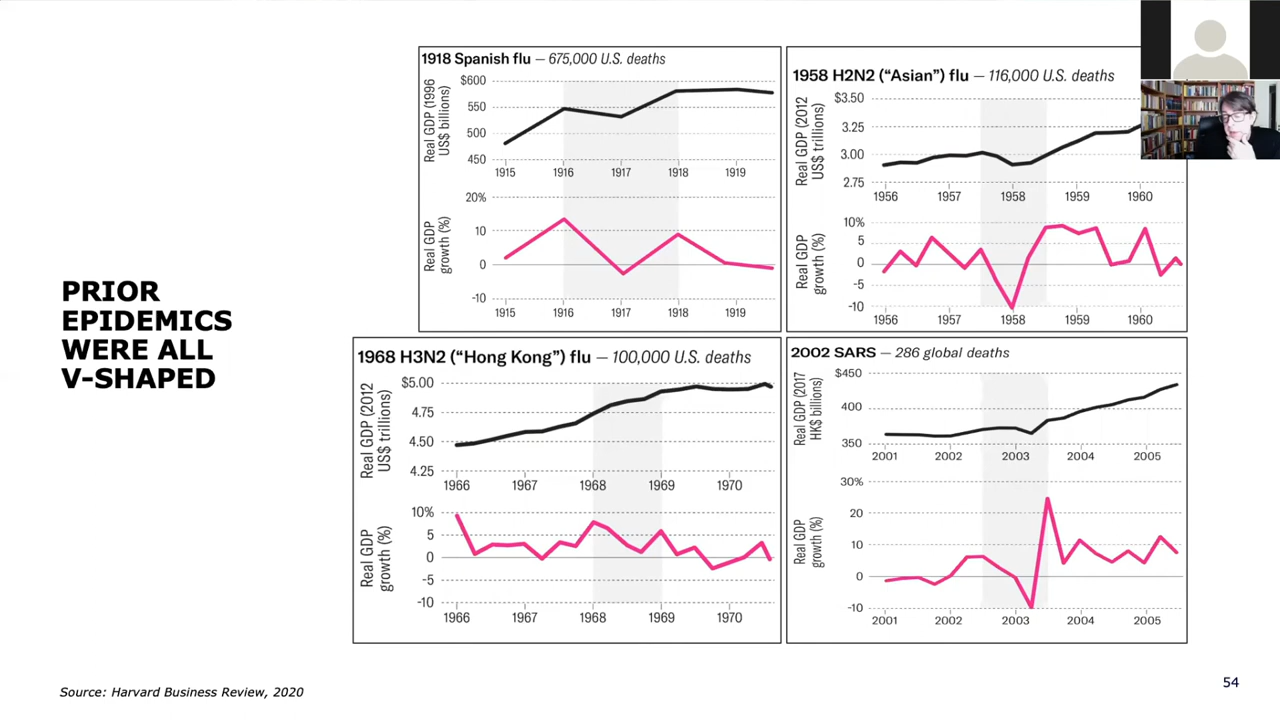 PRIOR
EPIDEMICS
WERE ALL
V-SHAPED
1918 Spanish flu — 675,000 U.S. deaths
Real GDP (1996
US$ billions)
$600
550
500
450
1915 1916 1917 1918 1919
Real GDP
growth (%)
20%
10
0
-10
1915 1916 1917 1918 1919
1958 H2N2 (“Asian”) flu — 116,000 U.S. deaths
Real GDP (2012
US$ trillions)
$3.50
3.25
3.00
2.75
1956 1957 1958 1959 1960
Real GDP
growth (%)
10%
5
0
-5
-10
1956 1957 1958 1959 1960
1968 H3N2 (“Hong Kong”) flu — 100,000 U.S. deaths
Real GDP (2012
US$ trillions)
$5.00
4.75
4.50
4.25
1966 1967 1968 1969 1970
Real GDP
growth (%)
10%
5
0
-5
-10
1966 1967 1968 1969 1970
2002 SARS — 286 global deaths
Real GDP (2017
HK$ billions)
$450
400
350
2001 2002 2003 2004 2005
Real GDP
growth (%)
30%
20
10
0
-10
2001 2002 2003 2004 2005
Source: Harvard Business Review, 2020
54